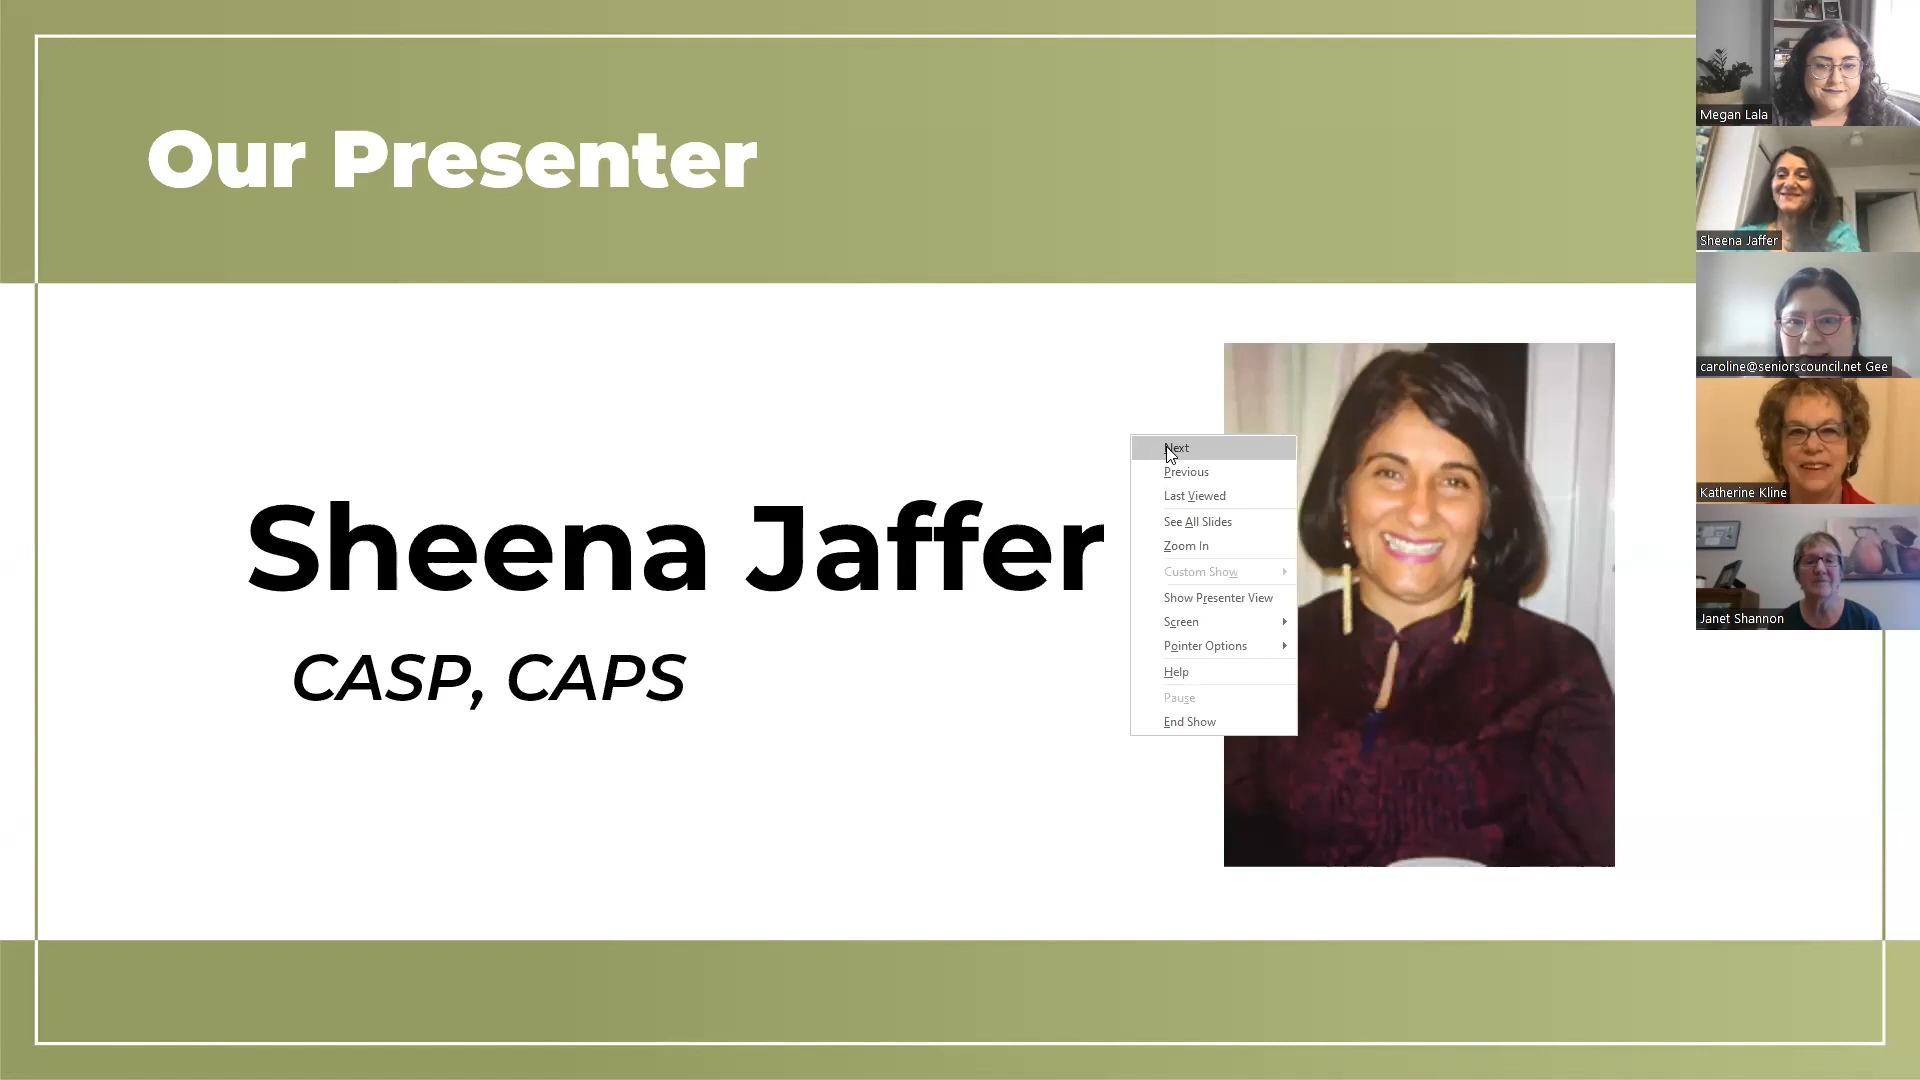 Our Presenter
Sheena Jaffer
CASP, CAPS
Next
Previous
Last Viewed
See All Slides
Zoom In
Custom Show
Show Presenter View
Screen
Pointer Options
Help
Pause
End Show
Megan Lala
Sheena Jaffer
caroline@seniorscouncil.net Gee
Katherine Kline
Janet Shannon